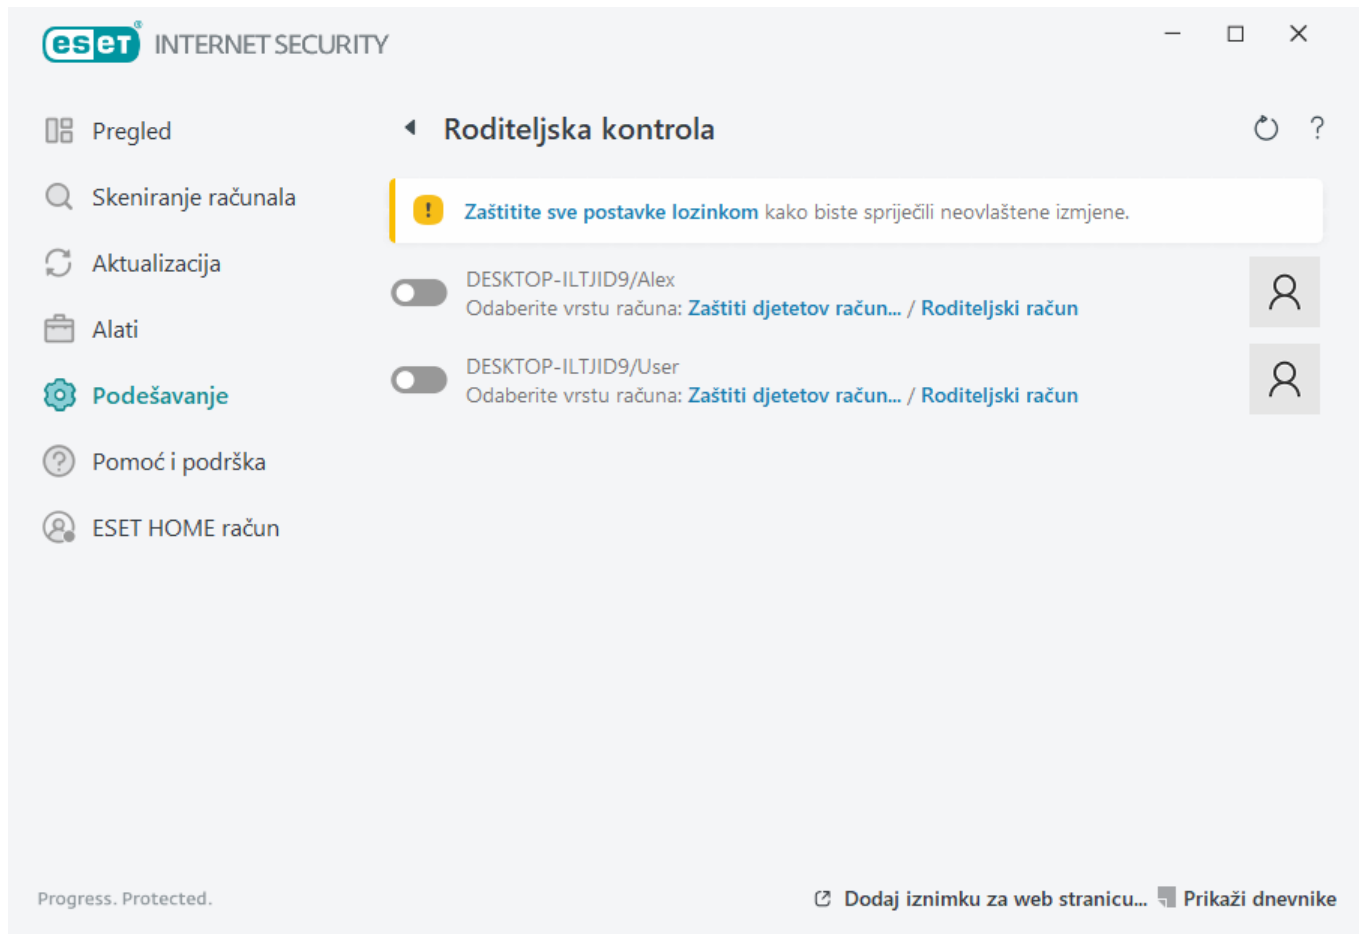 eset® INTERNET SECURITY
Pregled
Skeniranje računala
Aktualizacija
Alati
Podešavanje
Pomoć i podrška
ESET HOME račun
Roditeljska kontrola
?
Zaštitite sve postavke lozinkom kako biste spriječili neovlaštene izmjene.
DESKTOP-ILTJID9/Alex
Odaberite vrstu računa: Zaštiti djetetov račun... / Roditeljski račun
DESKTOP-ILTJID9/User
Odaberite vrstu računa: Zaštiti djetetov račun... / Roditeljski račun
Progress. Protected.
Dodaj iznimku za web stranicu...
Prikaži dnevnike